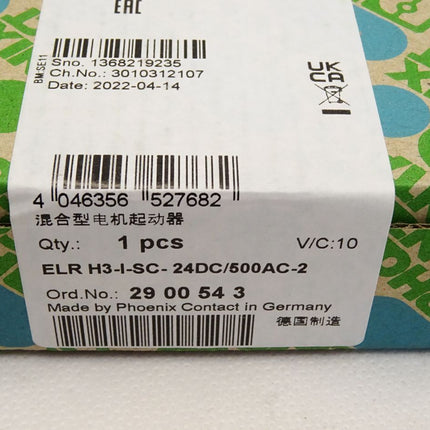 EAC
BM:SE11
Sno. 1368219235
Ch.No.: 3010312107
Date: 2022-04-14
UK
CA
4 046356 527682
混合型电机起动器
Qty.: 1 pcs V/C:10
ELR H3-I-SC- 24DC/500AC-2
Ord.No.: 29 00 54 3
Made by Phoenix Contact in Germany
德国制造